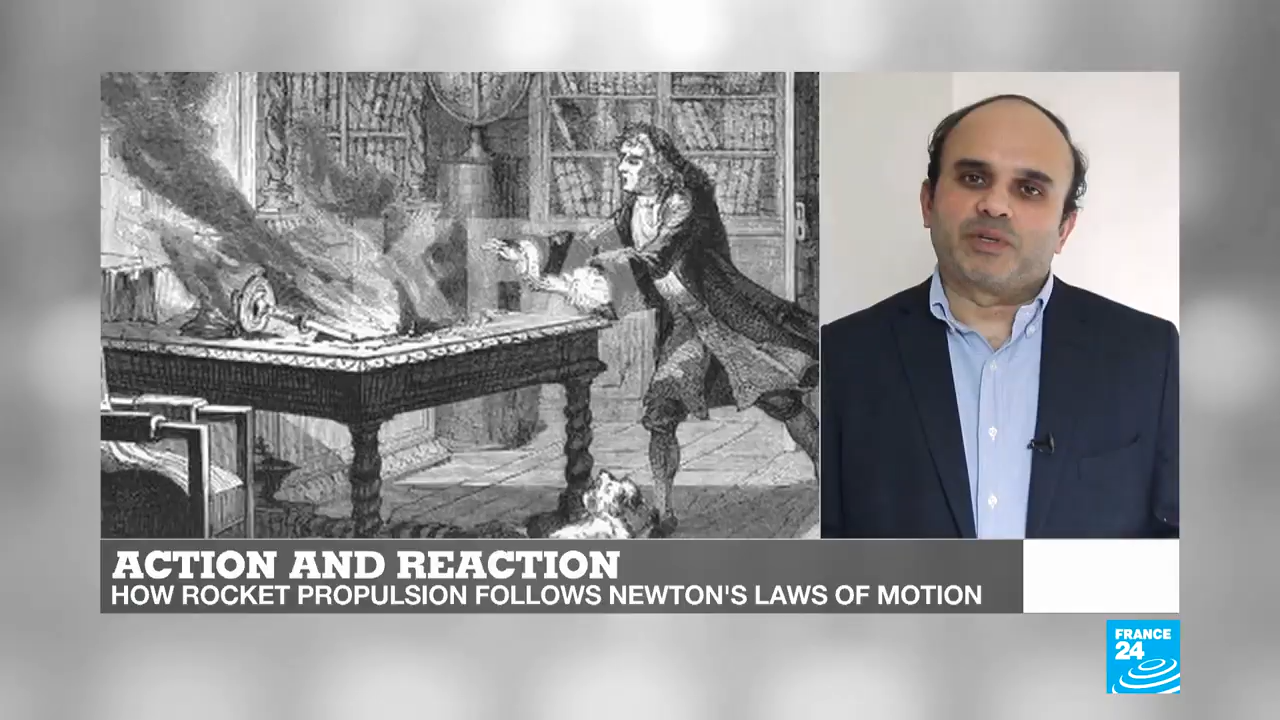 ACTION AND REACTION
HOW ROCKET PROPULSION FOLLOWS NEWTON'S LAWS OF MOTION
FRANCE
24